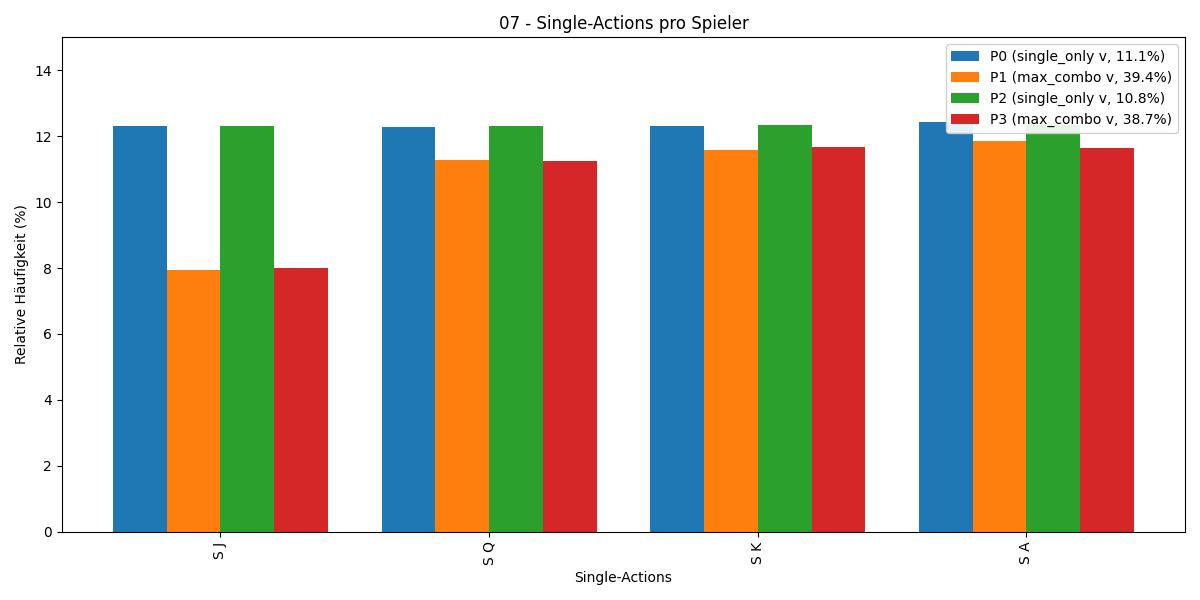 07 - Single-Actions pro Spieler
P0 (single_only v, 11.1%)
P1 (max_combo v, 39.4%)
P2 (single_only v, 10.8%)
P3 (max_combo v, 38.7%)
Relative Häufigkeit (%)
14
12
10
8
6
4
2
0
S J
S Q
S K
S A
Single-Actions